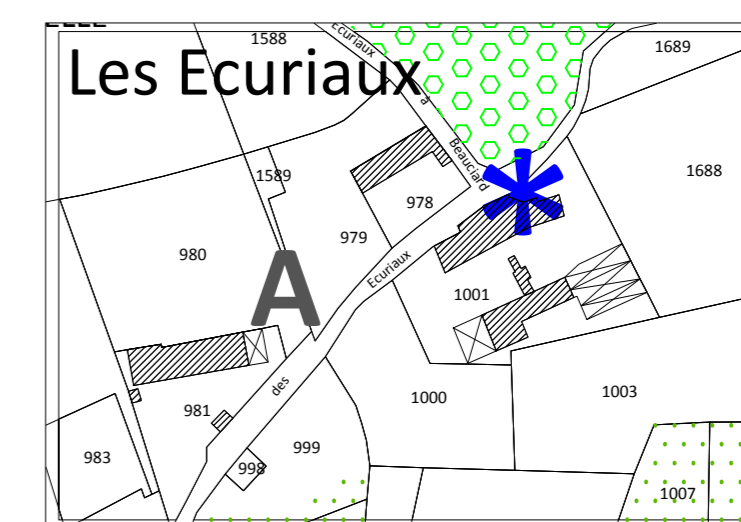 1588
Ecuriaux
1689
Les Ecuriaux
à
Beauciard
1589
1688
978
979
980
Ecuriaux
A
1001
des
1000
1003
981
999
983
998
1007